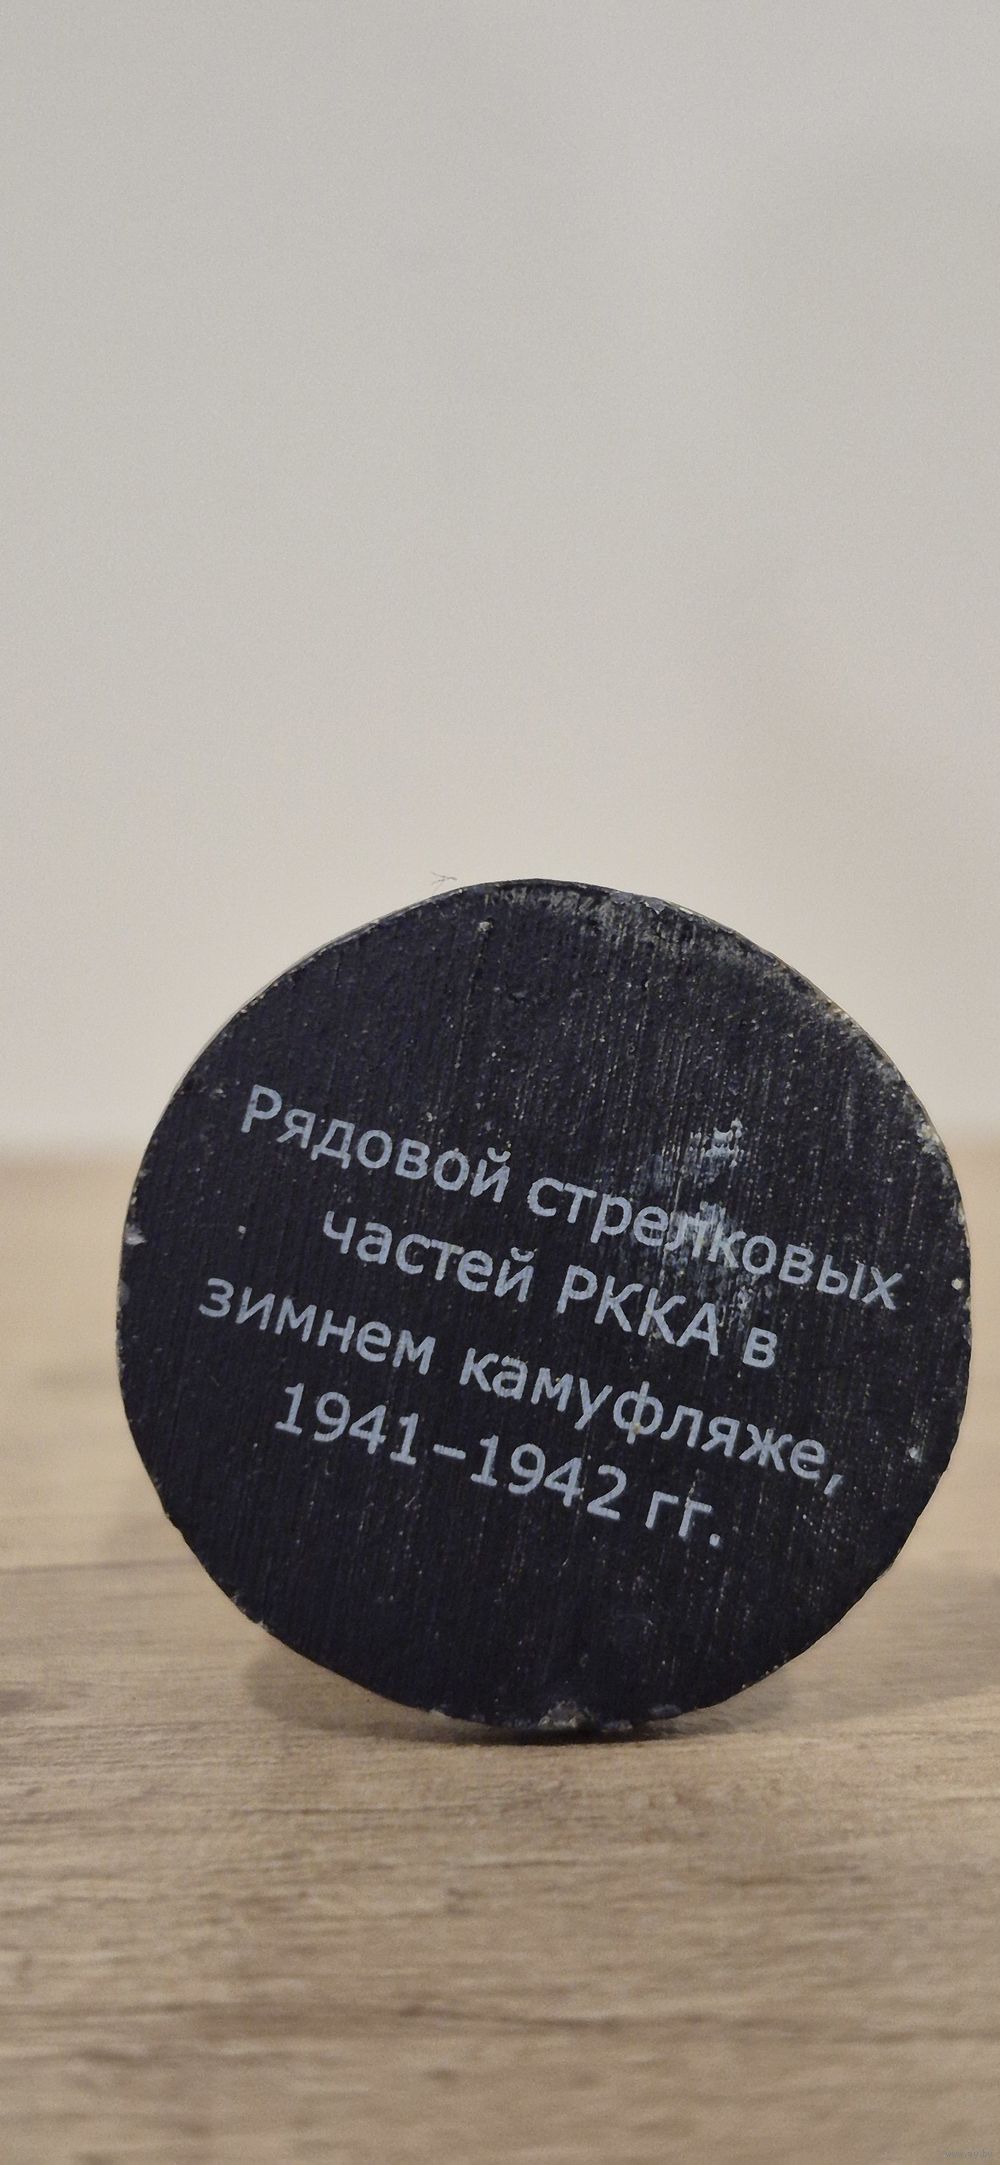 Рядовой стрелковых
частей РККА в
зимнем камуфляже,
1941–1942 гг.